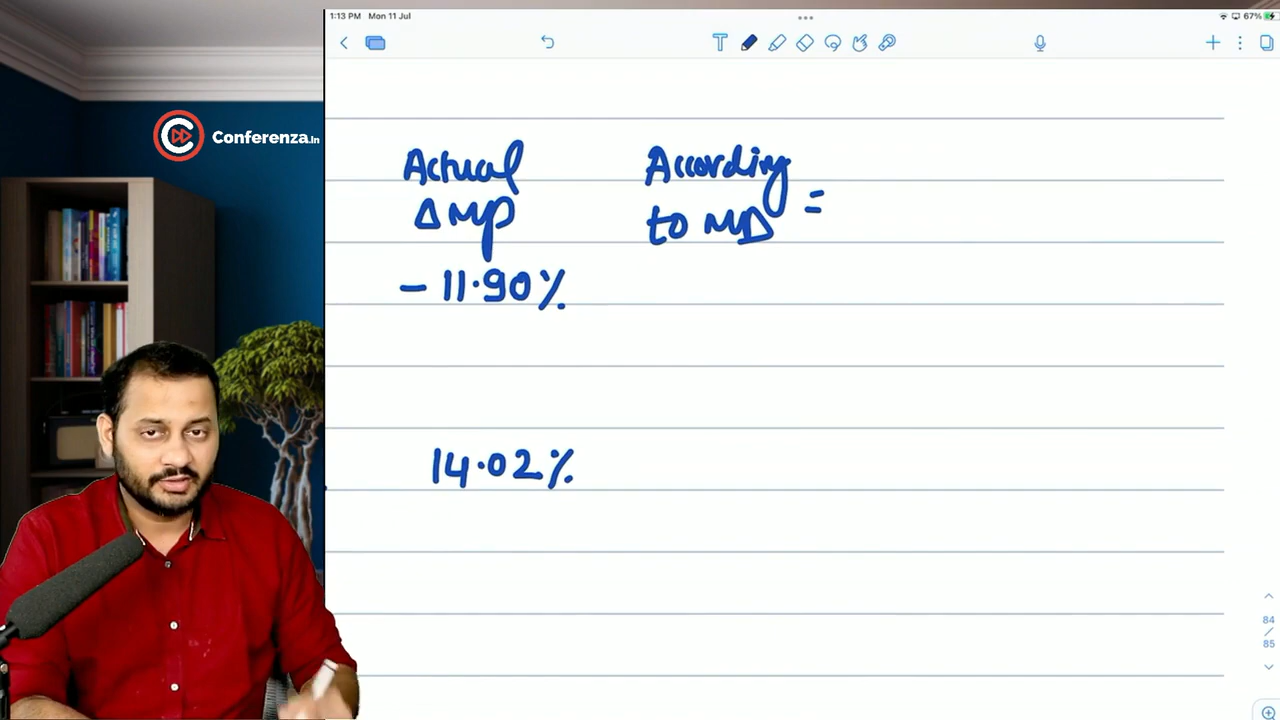 1:13 PM Mon 11 Jul
67%
Conferenza.in
Actual According
Δ MP to MD =
- 11.90%
14.02%
84
/
85